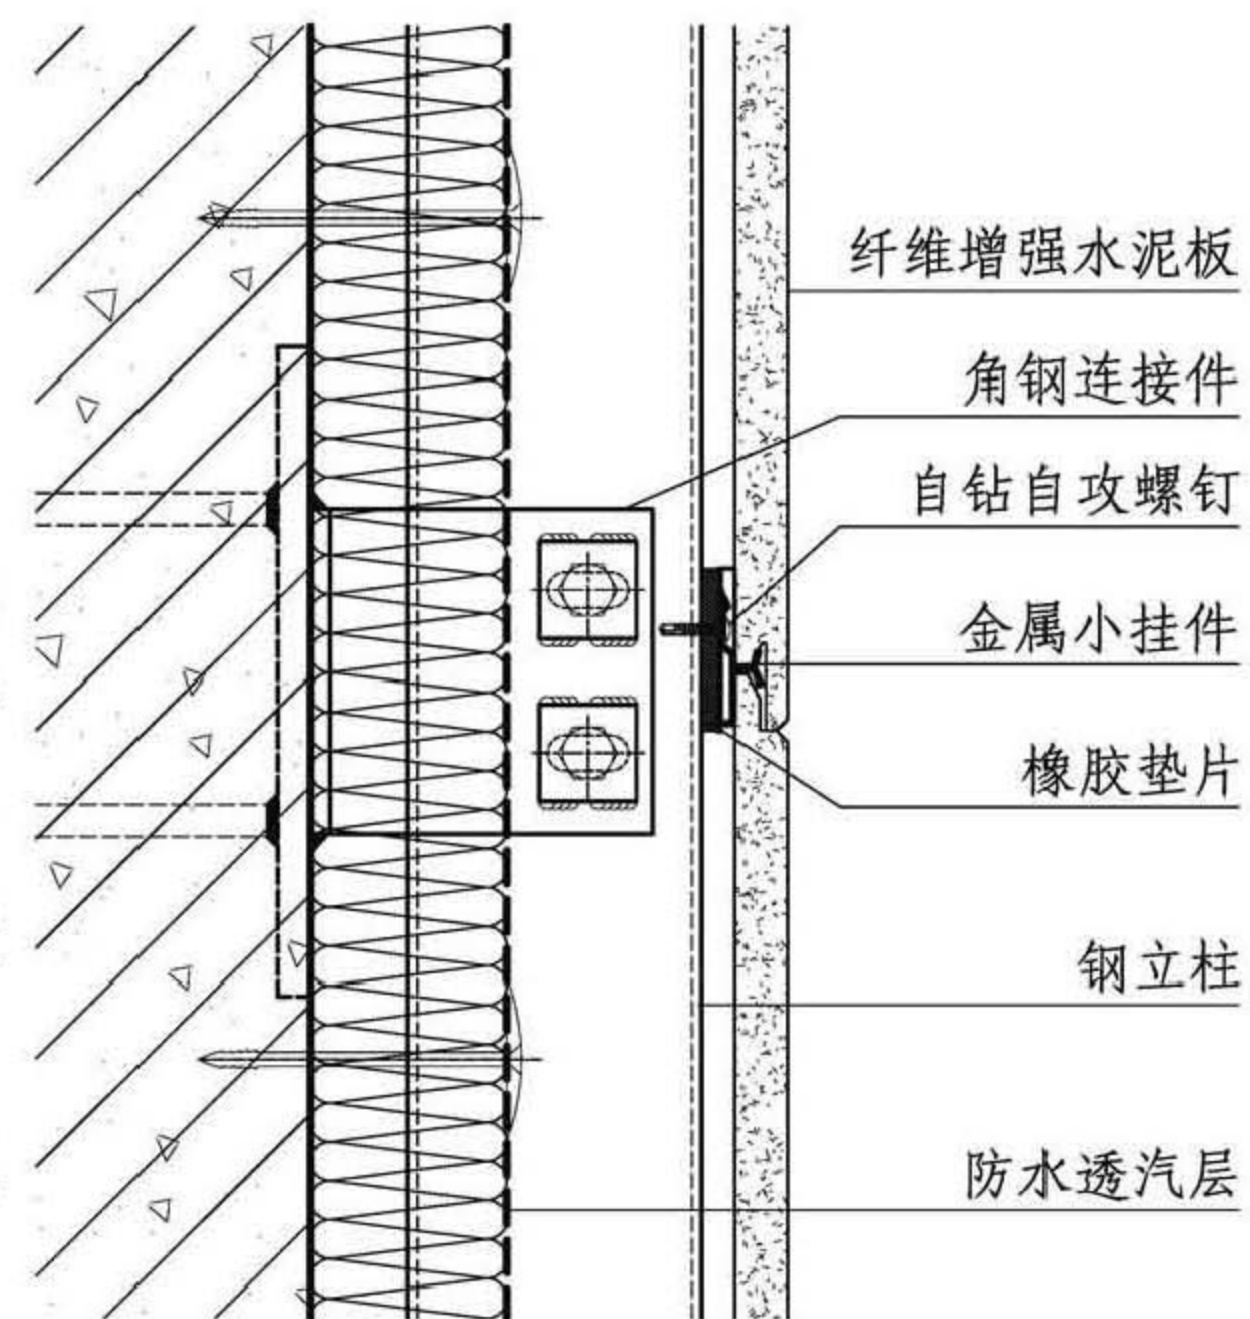 纤维增强水泥板
角钢连接件
自钻自攻螺钉
金属小挂件
橡胶垫片
钢立柱
防水透汽层